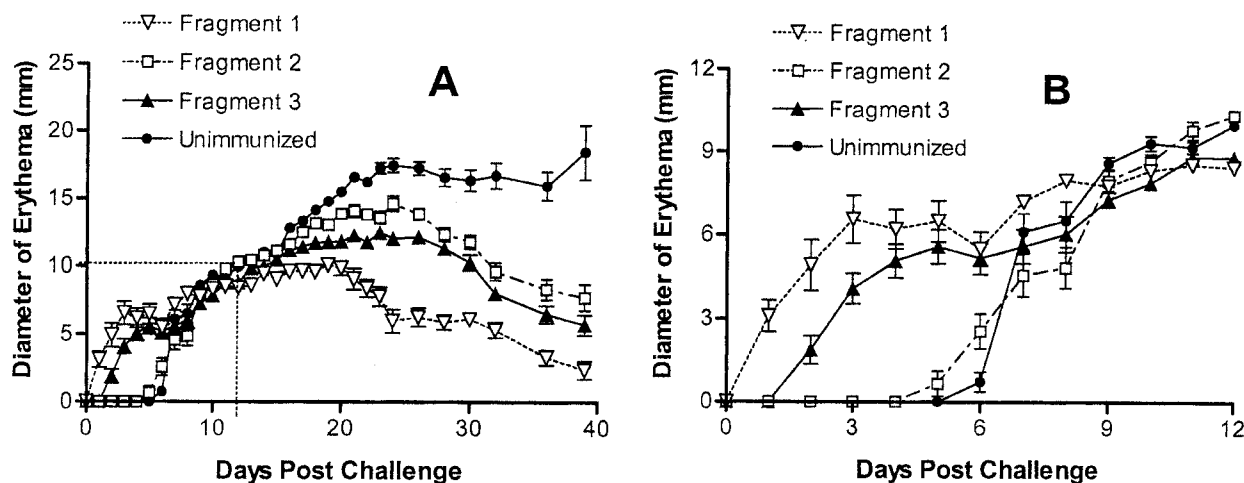 Fragment 1
Fragment 2
Fragment 3
Unimmunized
A
Diameter of Erythema (mm)
25
20
15
10
5
0
0
10
20
30
40
Days Post Challenge
Fragment 1
Fragment 2
Fragment 3
Unimmunized
B
Diameter of Erythema (mm)
12
9
6
3
0
0
3
6
9
12
Days Post Challenge